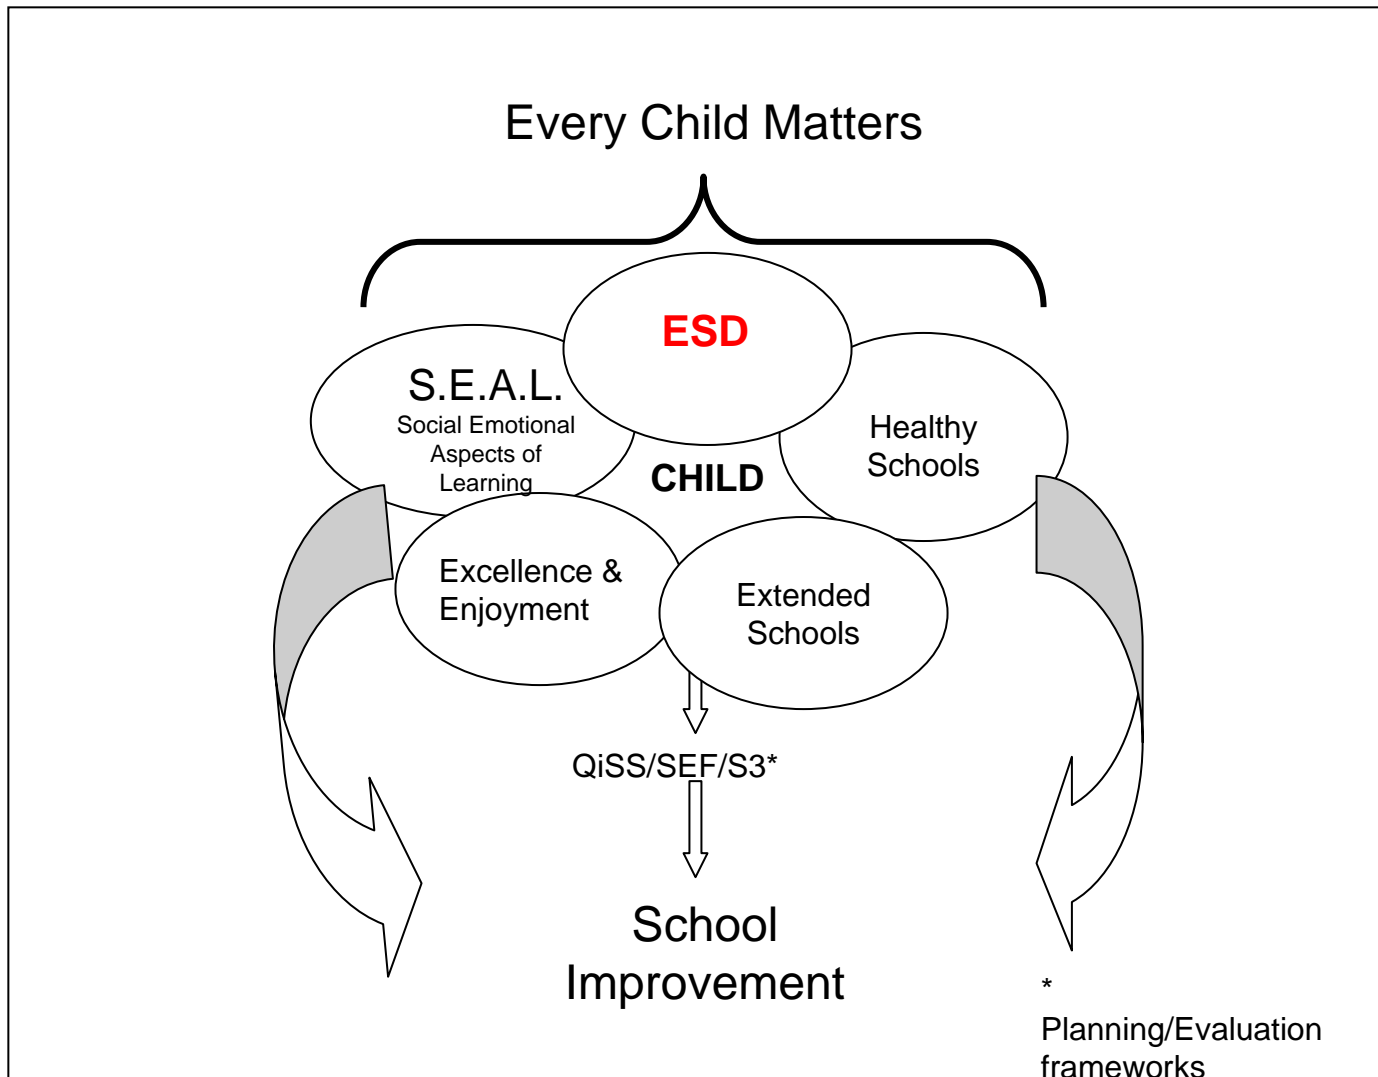 Every Child Matters
ESD
S.E.A.L.
Social Emotional
Aspects of
Learning
Healthy
Schools
CHILD
Excellence &
Enjoyment
Extended
Schools
QiSS/SEF/S3*
School
Improvement
*
Planning/Evaluation
frameworks